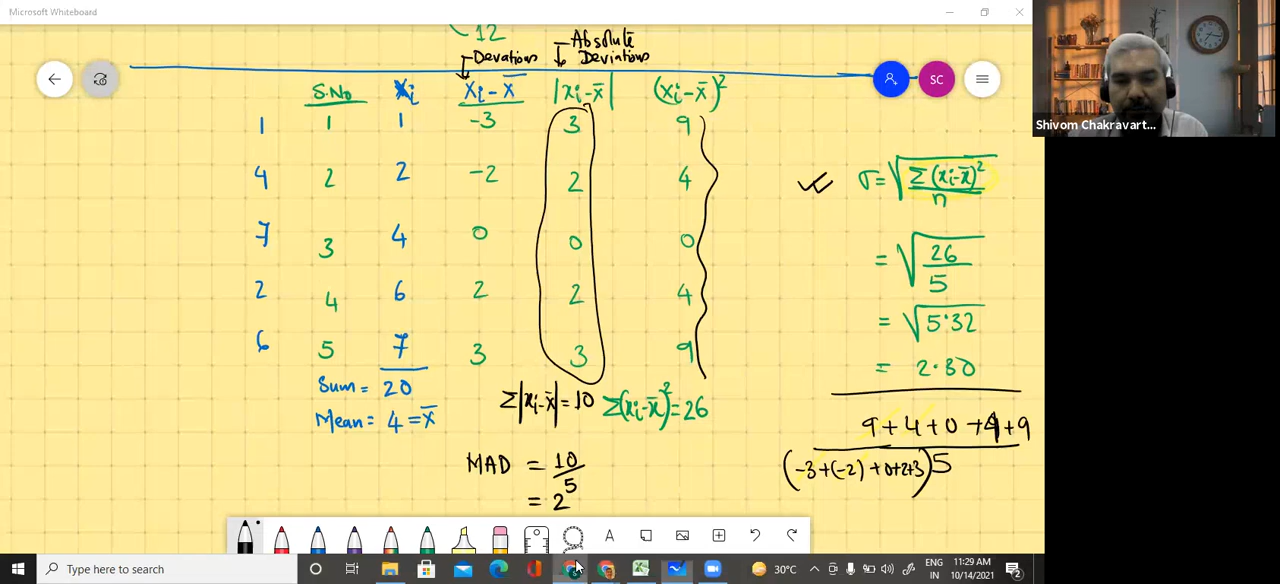 Microsoft Whiteboard
12
Devations
Absolute
Deviations
S.No xi xi-x̄ |xi-x̄| (xi-x̄)²
1 1 1 -3 3 9
4 2 2 -2 2 4
7 3 4 0 0 0
2 4 6 2 2 4
6 5 7 3 3 9
Sum = 20
Mean = 4 = x̄
Σ|xi-x̄| = 10 Σ(xi-x̄)² = 26
MAD = 10/5
= 2
SC
Shivom Chakravart...
σ = √Σ(xi-x̄)²/n
= √26/5
= √5.32
= 2.30
9+4+0+4+9
(-3+(-2)+0+2+3) 5
A
Type here to search
30°C
ENG
IN
11:29 AM
10/14/2021
2